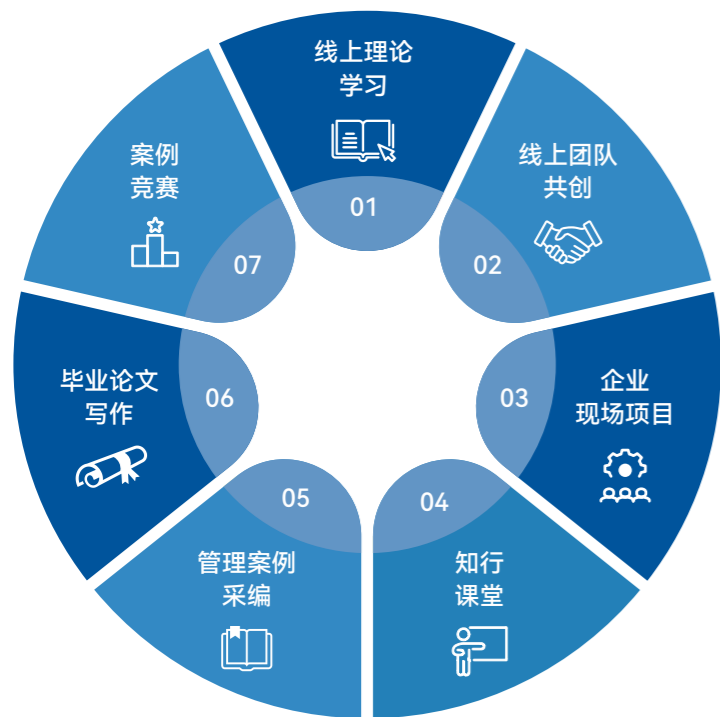 线上理论
学习
01
线上团队
共创
02
企业
现场项目
03
知行
课堂
04
管理案例
采编
05
毕业论文
写作
06
案例
竞赛
07